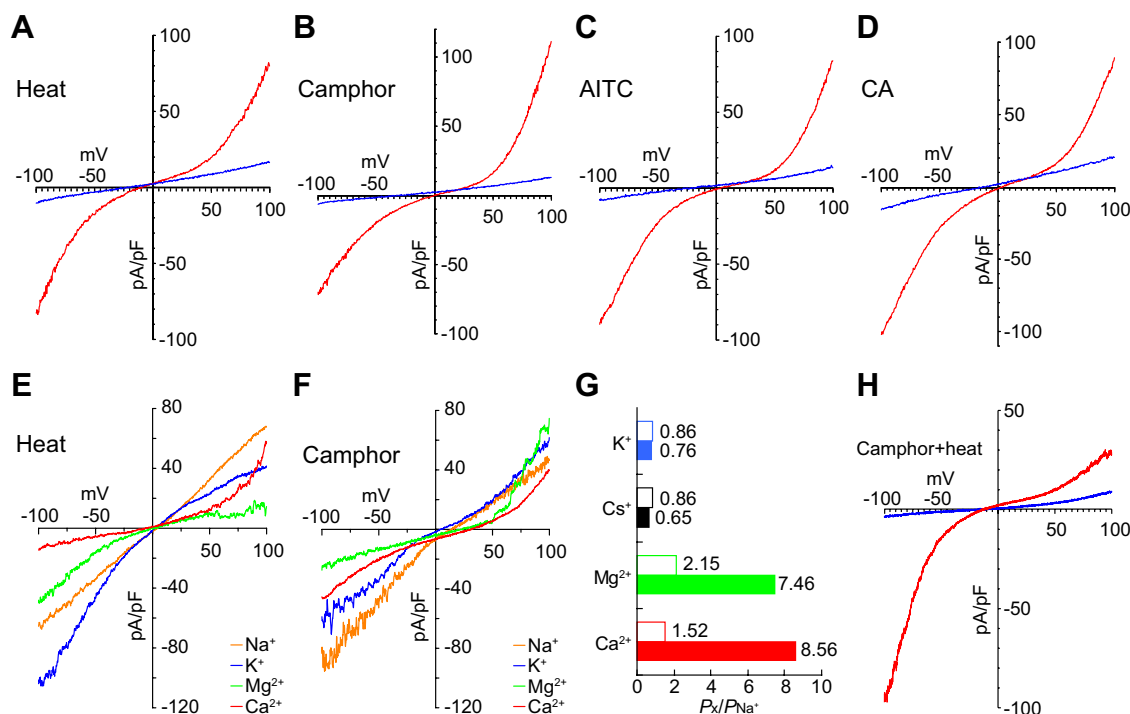 A
Heat
100
50
mV
-100
-50
50
100
-50
-100
pA/pF
B
Camphor
100
50
mV
-100
-50
50
100
-50
-100
pA/pF
C
AITC
100
50
mV
-100
-50
50
100
-50
-100
pA/pF
D
CA
100
50
mV
-100
-50
50
100
-50
-100
pA/pF
E
Heat
80
40
mV
-100
-50
50
100
-40
-80
-120
pA/pF
Na⁺
K⁺
Mg²⁺
Ca²⁺
F
Camphor
80
40
mV
-100
-50
50
100
-40
-80
-120
pA/pF
Na⁺
K⁺
Mg²⁺
Ca²⁺
G
K⁺
0.86
0.76
Cs⁺
0.86
0.65
Mg²⁺
2.15
7.46
Ca²⁺
1.52
8.56
0 2 4 6 8 10
Px/PNa⁺
H
Camphor+heat
50
mV
-100
-50
50
100
-50
-100
pA/pF